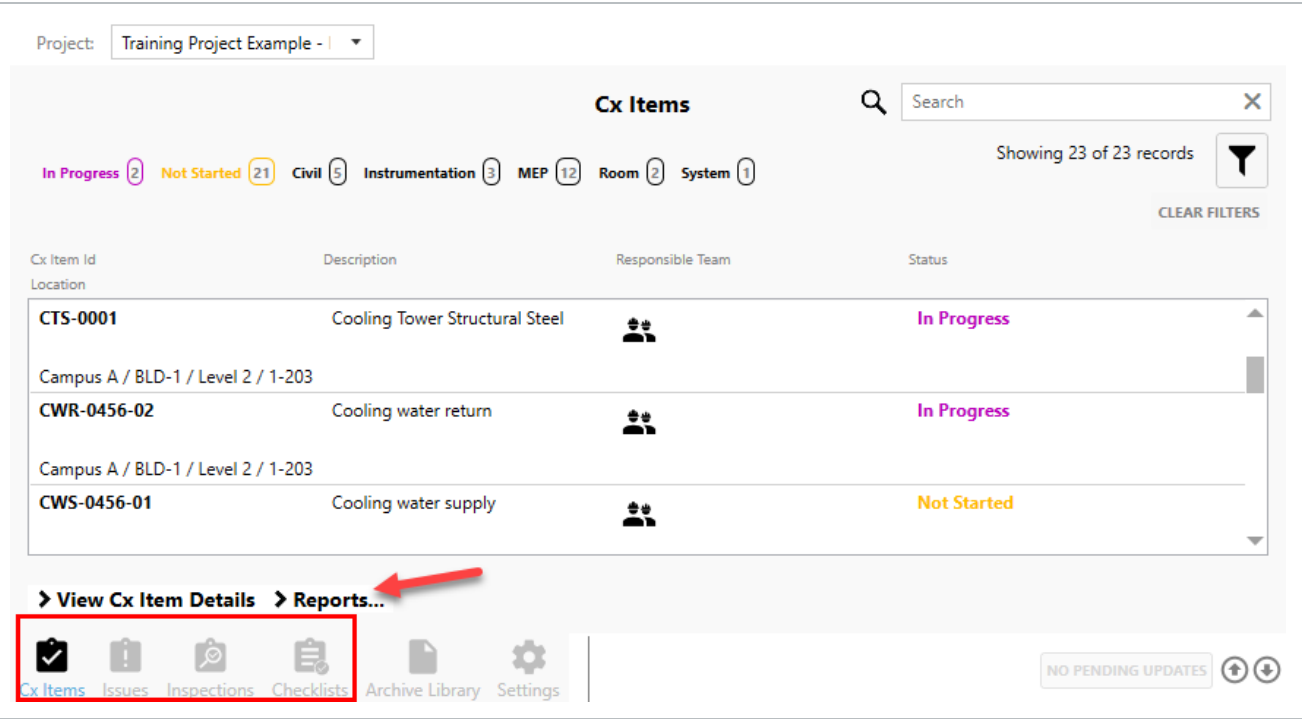 Project: Training Project Example -
Cx Items
Search
In Progress 2 Not Started 21 Civil 5 Instrumentation 3 MEP 12 Room 2 System 1
Showing 23 of 23 records
CLEAR FILTERS
Cx Item Id Description Responsible Team Status
Location
CTS-0001 Cooling Tower Structural Steel In Progress
Campus A / BLD-1 / Level 2 / 1-203
CWR-0456-02 Cooling water return In Progress
Campus A / BLD-1 / Level 2 / 1-203
CWS-0456-01 Cooling water supply Not Started
View Cx Item Details Reports...
Cx Items Issues Inspections Checklists Archive Library Settings
NO PENDING UPDATES